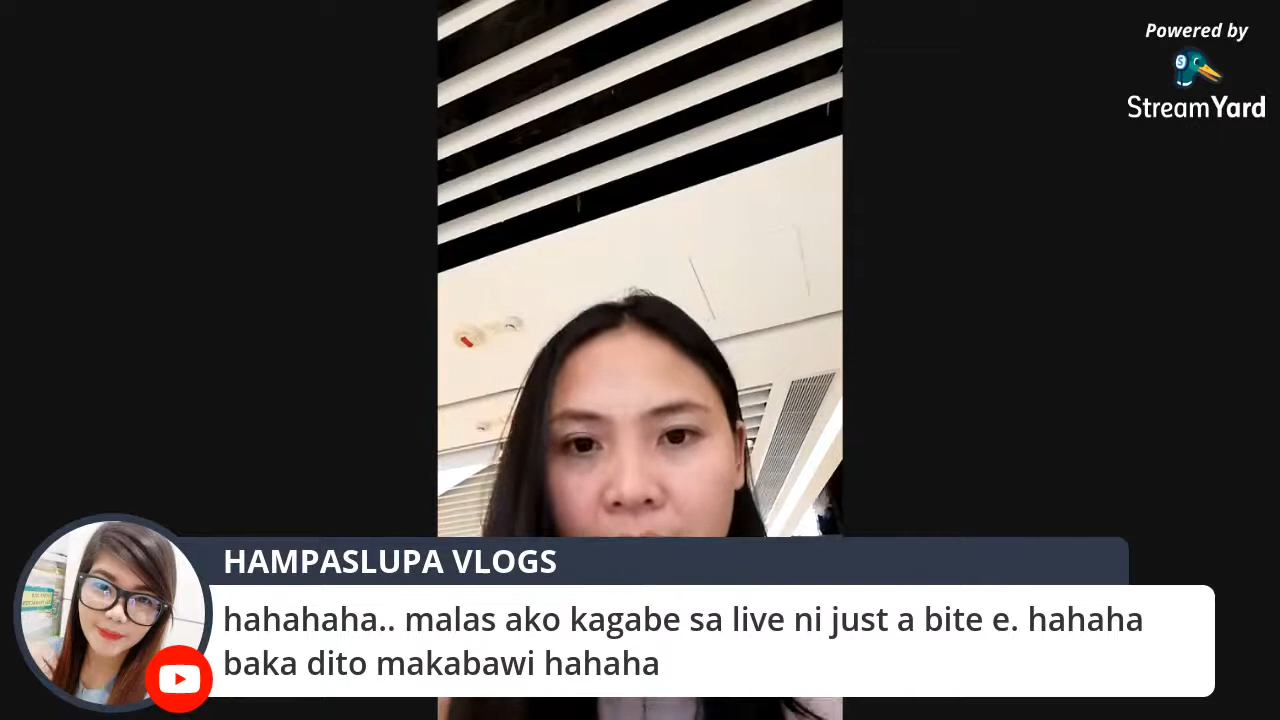 Powered by
StreamYard
HAMPASLUPA VLOGS
hahahaha.. malas ako kagabe sa live ni just a bite e. hahaha
baka dito makabawi hahaha